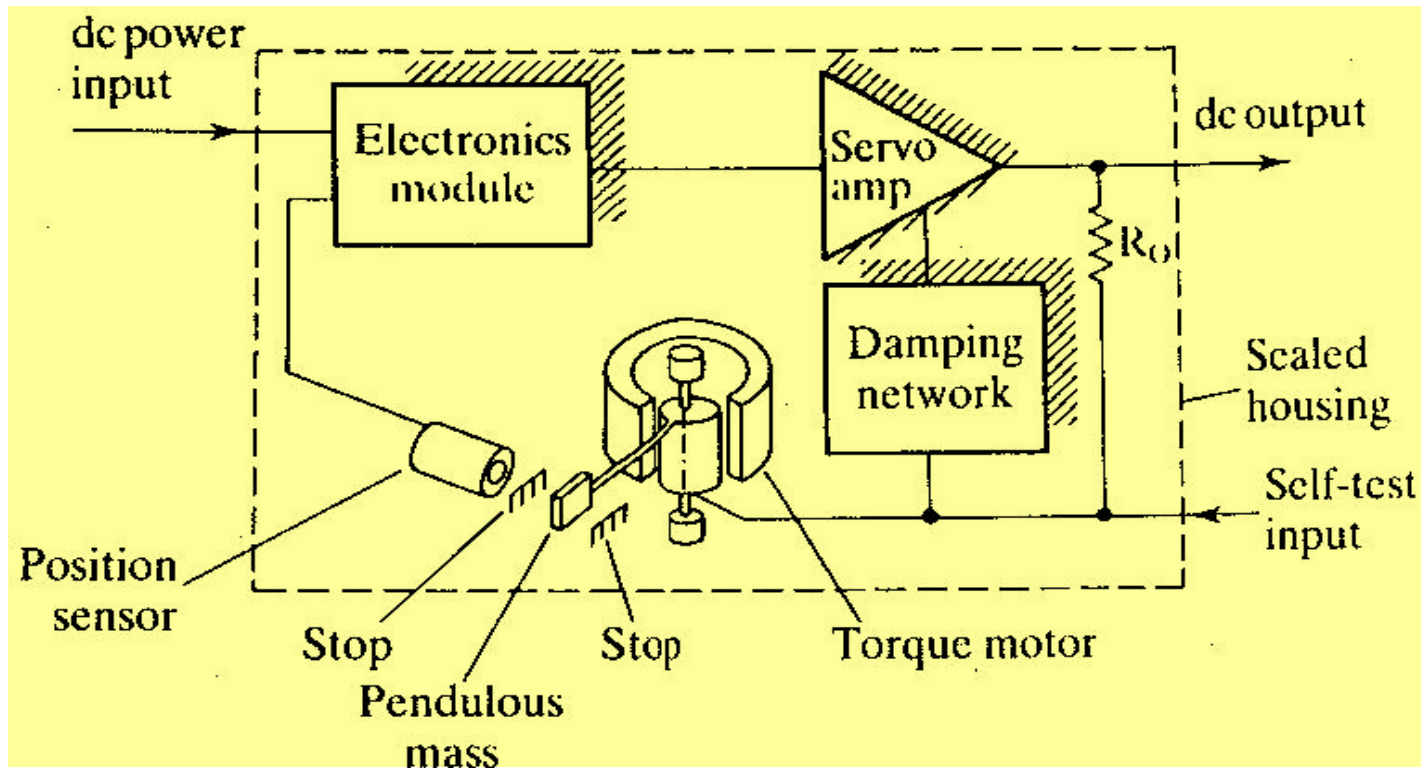 dc power
input
Electronics
module
Servo
amp
dc output
RO
Damping
network
Scaled
housing
Self-test
input
Position
sensor
Stop
Stop
Torque motor
Pendulous
mass